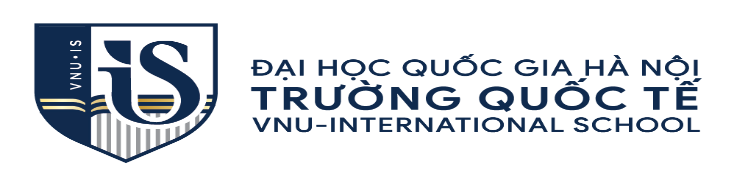 VNU•IS
iS
ĐẠI HỌC QUỐC GIA HÀ NỘI
TRƯỜNG QUỐC TẾ
VNU-INTERNATIONAL SCHOOL